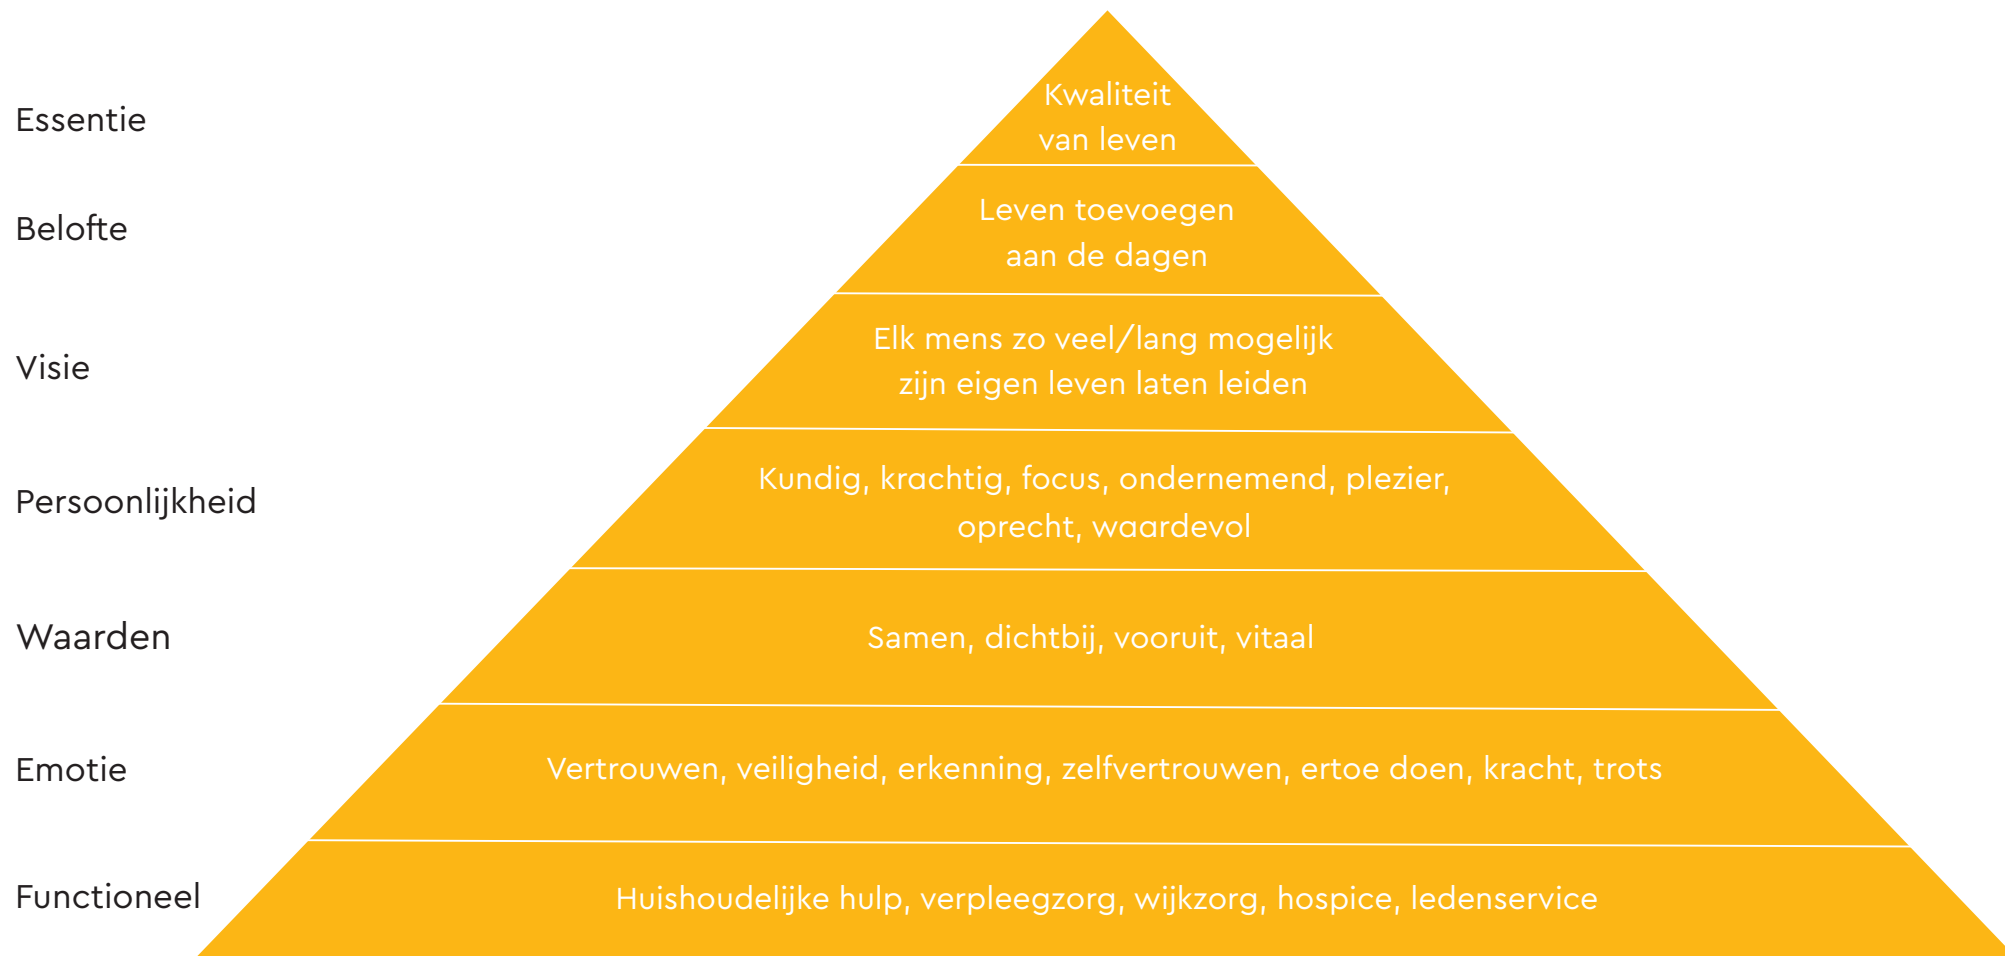 Essentie
Kwaliteit
van leven
Belofte
Leven toevoegen
aan de dagen
Visie
Elk mens zo veel/lang mogelijk
zijn eigen leven laten leiden
Persoonlijkheid
Kundig, krachtig, focus, ondernemend, plezier,
oprecht, waardevol
Waarden
Samen, dichtbij, vooruit, vitaal
Emotie
Vertrouwen, veiligheid, erkenning, zelfvertrouwen, ertoe doen, kracht, trots
Functioneel
Huishoudelijke hulp, verpleegzorg, wijkzorg, hospice, ledenservice